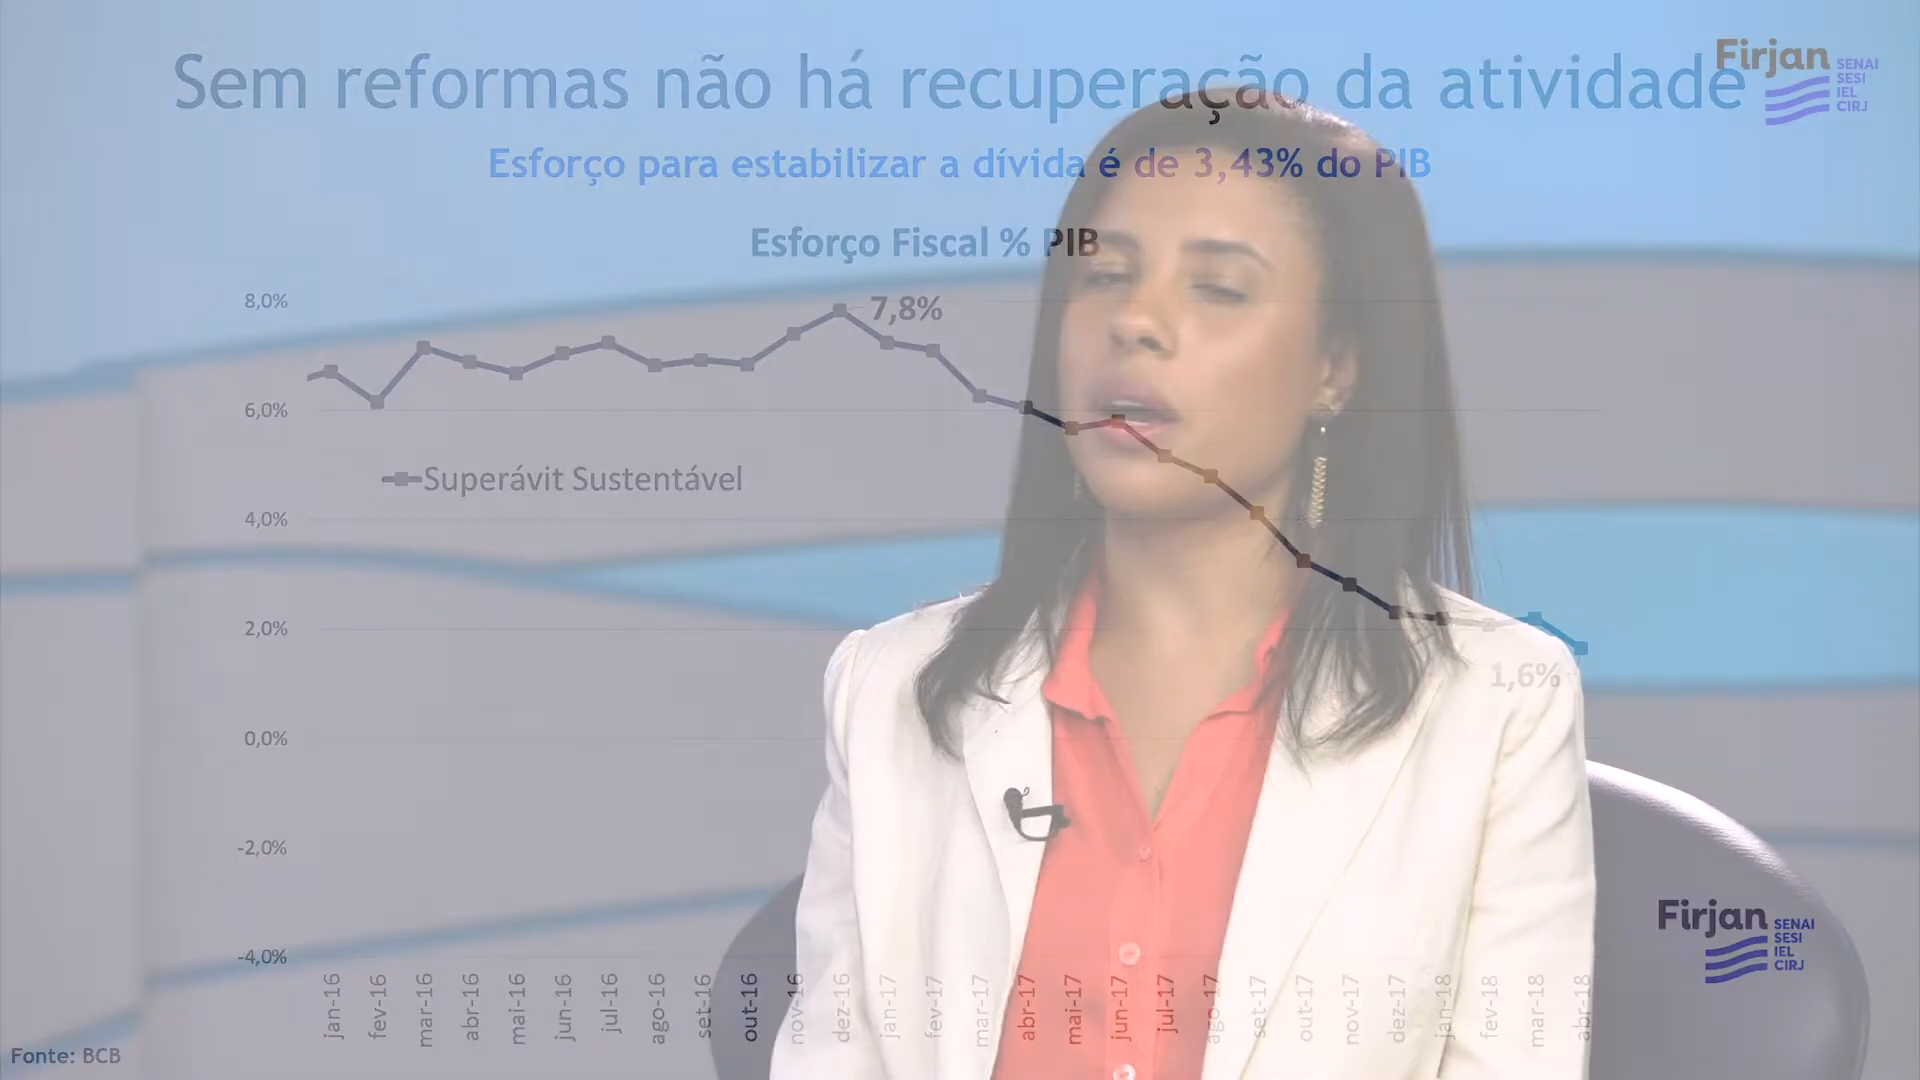 Sem reformas não há recuperação da atividade
Firjan
SENAI
SESI
IEL
CIRJ
Esforço para estabilizar a dívida é de 3,43% do PIB
Esforço Fiscal % PIB
8,0%
7,8%
6,0%
Superávit Sustentável
4,0%
2,0%
1,6%
0,0%
-2,0%
-4,0%
Firjan
SENAI
SESI
IEL
CIRJ
jan-16
fev-16
mar-16
abr-16
mai-16
jun-16
jul-16
ago-16
set-16
out-16
nov-16
dez-16
jan-17
fev-17
mar-17
abr-17
mai-17
jun-17
jul-17
ago-17
set-17
out-17
nov-17
dez-17
jan-18
fev-18
mar-18
abr-18
Fonte: BCB